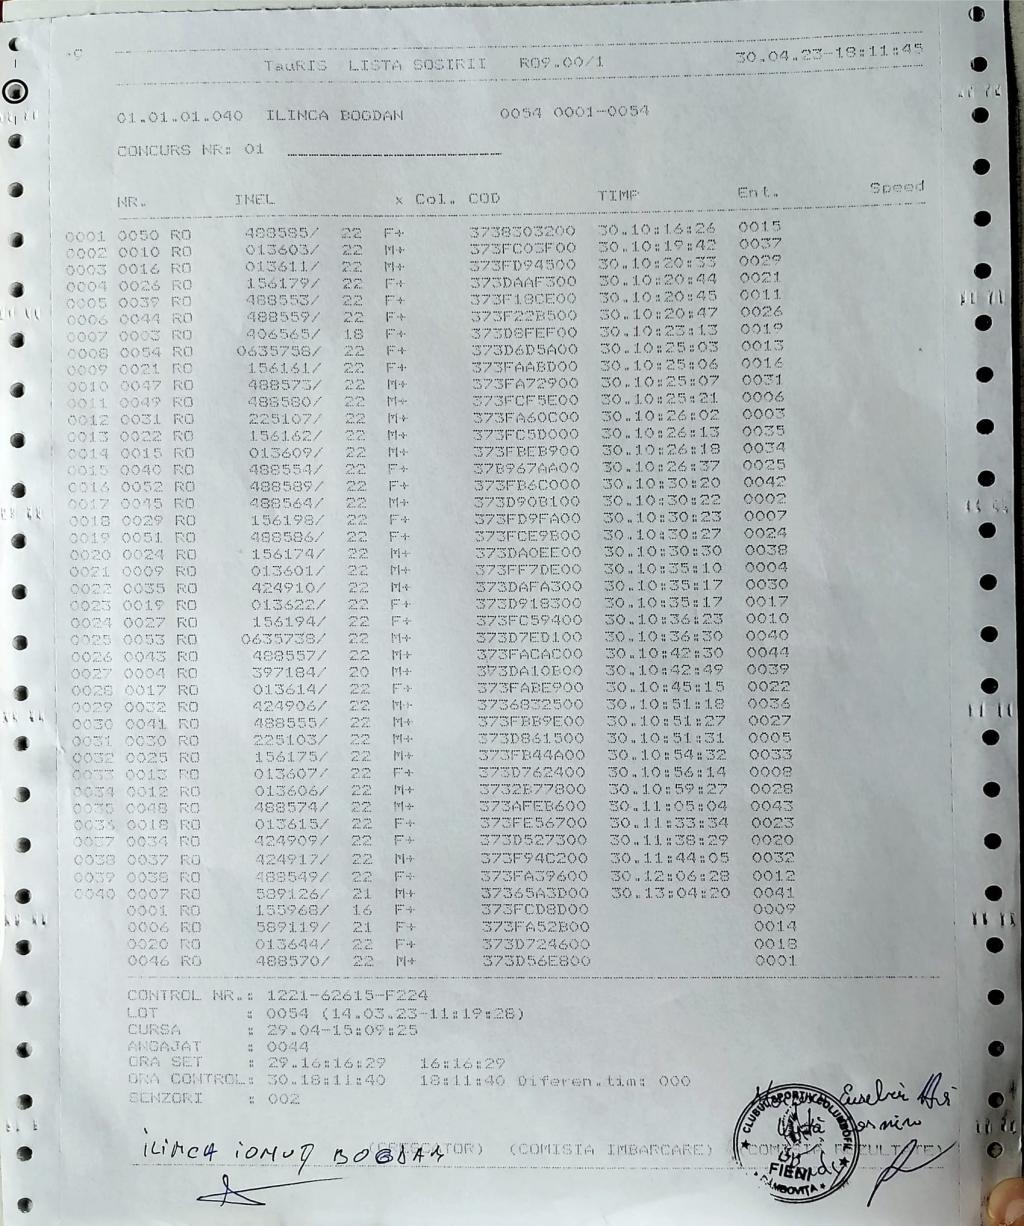 TauRIS LISTA SOSIRII R09.00/1 30.04.23-18:11:45
01.01.01.040 ILINCA BOGDAN 0054 0001-0054
CONCURS NR: 01
NR. INEL x Col. COD TIMP Ent. Speed
0001 0050 RO 488585/ 22 F+ 3738303200 30.10:16:26 0015
0002 0010 RO 013603/ 22 M+ 373FC03F00 30.10:19:42 0037
0003 0016 RO 013611/ 22 M+ 373FD94500 30.10:20:33 0029
0004 0026 RO 156179/ 22 F+ 373DAAF300 30.10:20:44 0021
0005 0039 RO 488553/ 22 F+ 373F18CE00 30.10:20:45 0011
0006 0044 RO 488559/ 22 F+ 373F22B500 30.10:20:47 0026
0007 0003 RO 406565/ 18 F+ 373D8FEF00 30.10:23:13 0019
0008 0054 RO 0635758/ 22 F+ 373D6D5A00 30.10:25:03 0013
0009 0021 RO 156161/ 22 F+ 373FAABD00 30.10:25:06 0016
0010 0047 RO 488573/ 22 M+ 373FA72900 30.10:25:07 0031
0011 0049 RO 488580/ 22 M+ 373FCF5E00 30.10:25:21 0006
0012 0031 RO 225107/ 22 M+ 373FA60C00 30.10:26:02 0003
0013 0022 RO 156162/ 22 M+ 373FC5D000 30.10:26:13 0035
0014 0015 RO 013609/ 22 M+ 373FBEB900 30.10:26:18 0034
0015 0040 RO 488554/ 22 F+ 37B967AA00 30.10:26:37 0025
0016 0052 RO 488589/ 22 F+ 373FB6C000 30.10:30:20 0042
0017 0045 RO 488564/ 22 M+ 373D90B100 30.10:30:22 0002
0018 0029 RO 156198/ 22 F+ 373FD9FA00 30.10:30:23 0007
0019 0051 RO 488586/ 22 F+ 373FCE9B00 30.10:30:27 0024
0020 0024 RO 156174/ 22 M+ 373DA0EE00 30.10:30:30 0038
0021 0009 RO 013601/ 22 M+ 373FF7DE00 30.10:35:10 0004
0022 0035 RO 424910/ 22 M+ 373DAFA300 30.10:35:17 0030
0023 0019 RO 013622/ 22 F+ 373D918300 30.10:35:17 0017
0024 0027 RO 156194/ 22 F+ 373FC59400 30.10:36:23 0010
0025 0053 RO 0635738/ 22 M+ 373D7ED100 30.10:36:30 0040
0026 0043 RO 488557/ 22 M+ 373FACAC00 30.10:42:30 0044
0027 0004 RO 397184/ 20 M+ 373DA10B00 30.10:42:49 0039
0028 0017 RO 013614/ 22 F+ 373FABE900 30.10:45:15 0022
0029 0032 RO 424906/ 22 M+ 3736832500 30.10:51:18 0036
0030 0041 RO 488555/ 22 M+ 373FBB9E00 30.10:51:27 0027
0031 0030 RO 225103/ 22 M+ 373D861500 30.10:51:31 0005
0032 0025 RO 156175/ 22 M+ 373FB44A00 30.10:54:32 0033
0033 0013 RO 013607/ 22 F+ 373D762400 30.10:56:14 0008
0034 0012 RO 013606/ 22 M+ 3732B77800 30.10:59:27 0028
0035 0048 RO 488574/ 22 M+ 373AFEB600 30.11:05:04 0043
0036 0018 RO 013615/ 22 F+ 373FE56700 30.11:33:34 0023
0037 0034 RO 424909/ 22 F+ 373D527300 30.11:38:29 0020
0038 0037 RO 424917/ 22 M+ 373F94C200 30.11:44:05 0032
0039 0038 RO 488549/ 22 F+ 373FA39600 30.12:06:28 0012
0040 0007 RO 589126/ 21 M+ 37365A3D00 30.13:04:20 0041
0001 RO 155968/ 16 F+ 373FCD8D00 0009
0006 RO 589119/ 21 F+ 373FA52B00 0014
0020 RO 013644/ 22 F+ 373D724600 0018
0046 RO 488570/ 22 M+ 373D56E800 0001
CONTROL NR.: 1221-62615-F224
LOT : 0054 (14.03.23-11:19:28)
CURSA : 29.04-15:09:25
ANGAJAT : 0044
ORA SET : 29.16:16:29 16:16:29
ORA CONTROL: 30.18:11:40 18:11:40 Diferen.tim: 000
SENZORI : 002
ILINCA IONUȚ BOGDAN (COMISIA IMBARCARE)
CLUBUL SPORTIV COLUMBOFIL
FIENI
DÂMBOVIȚA